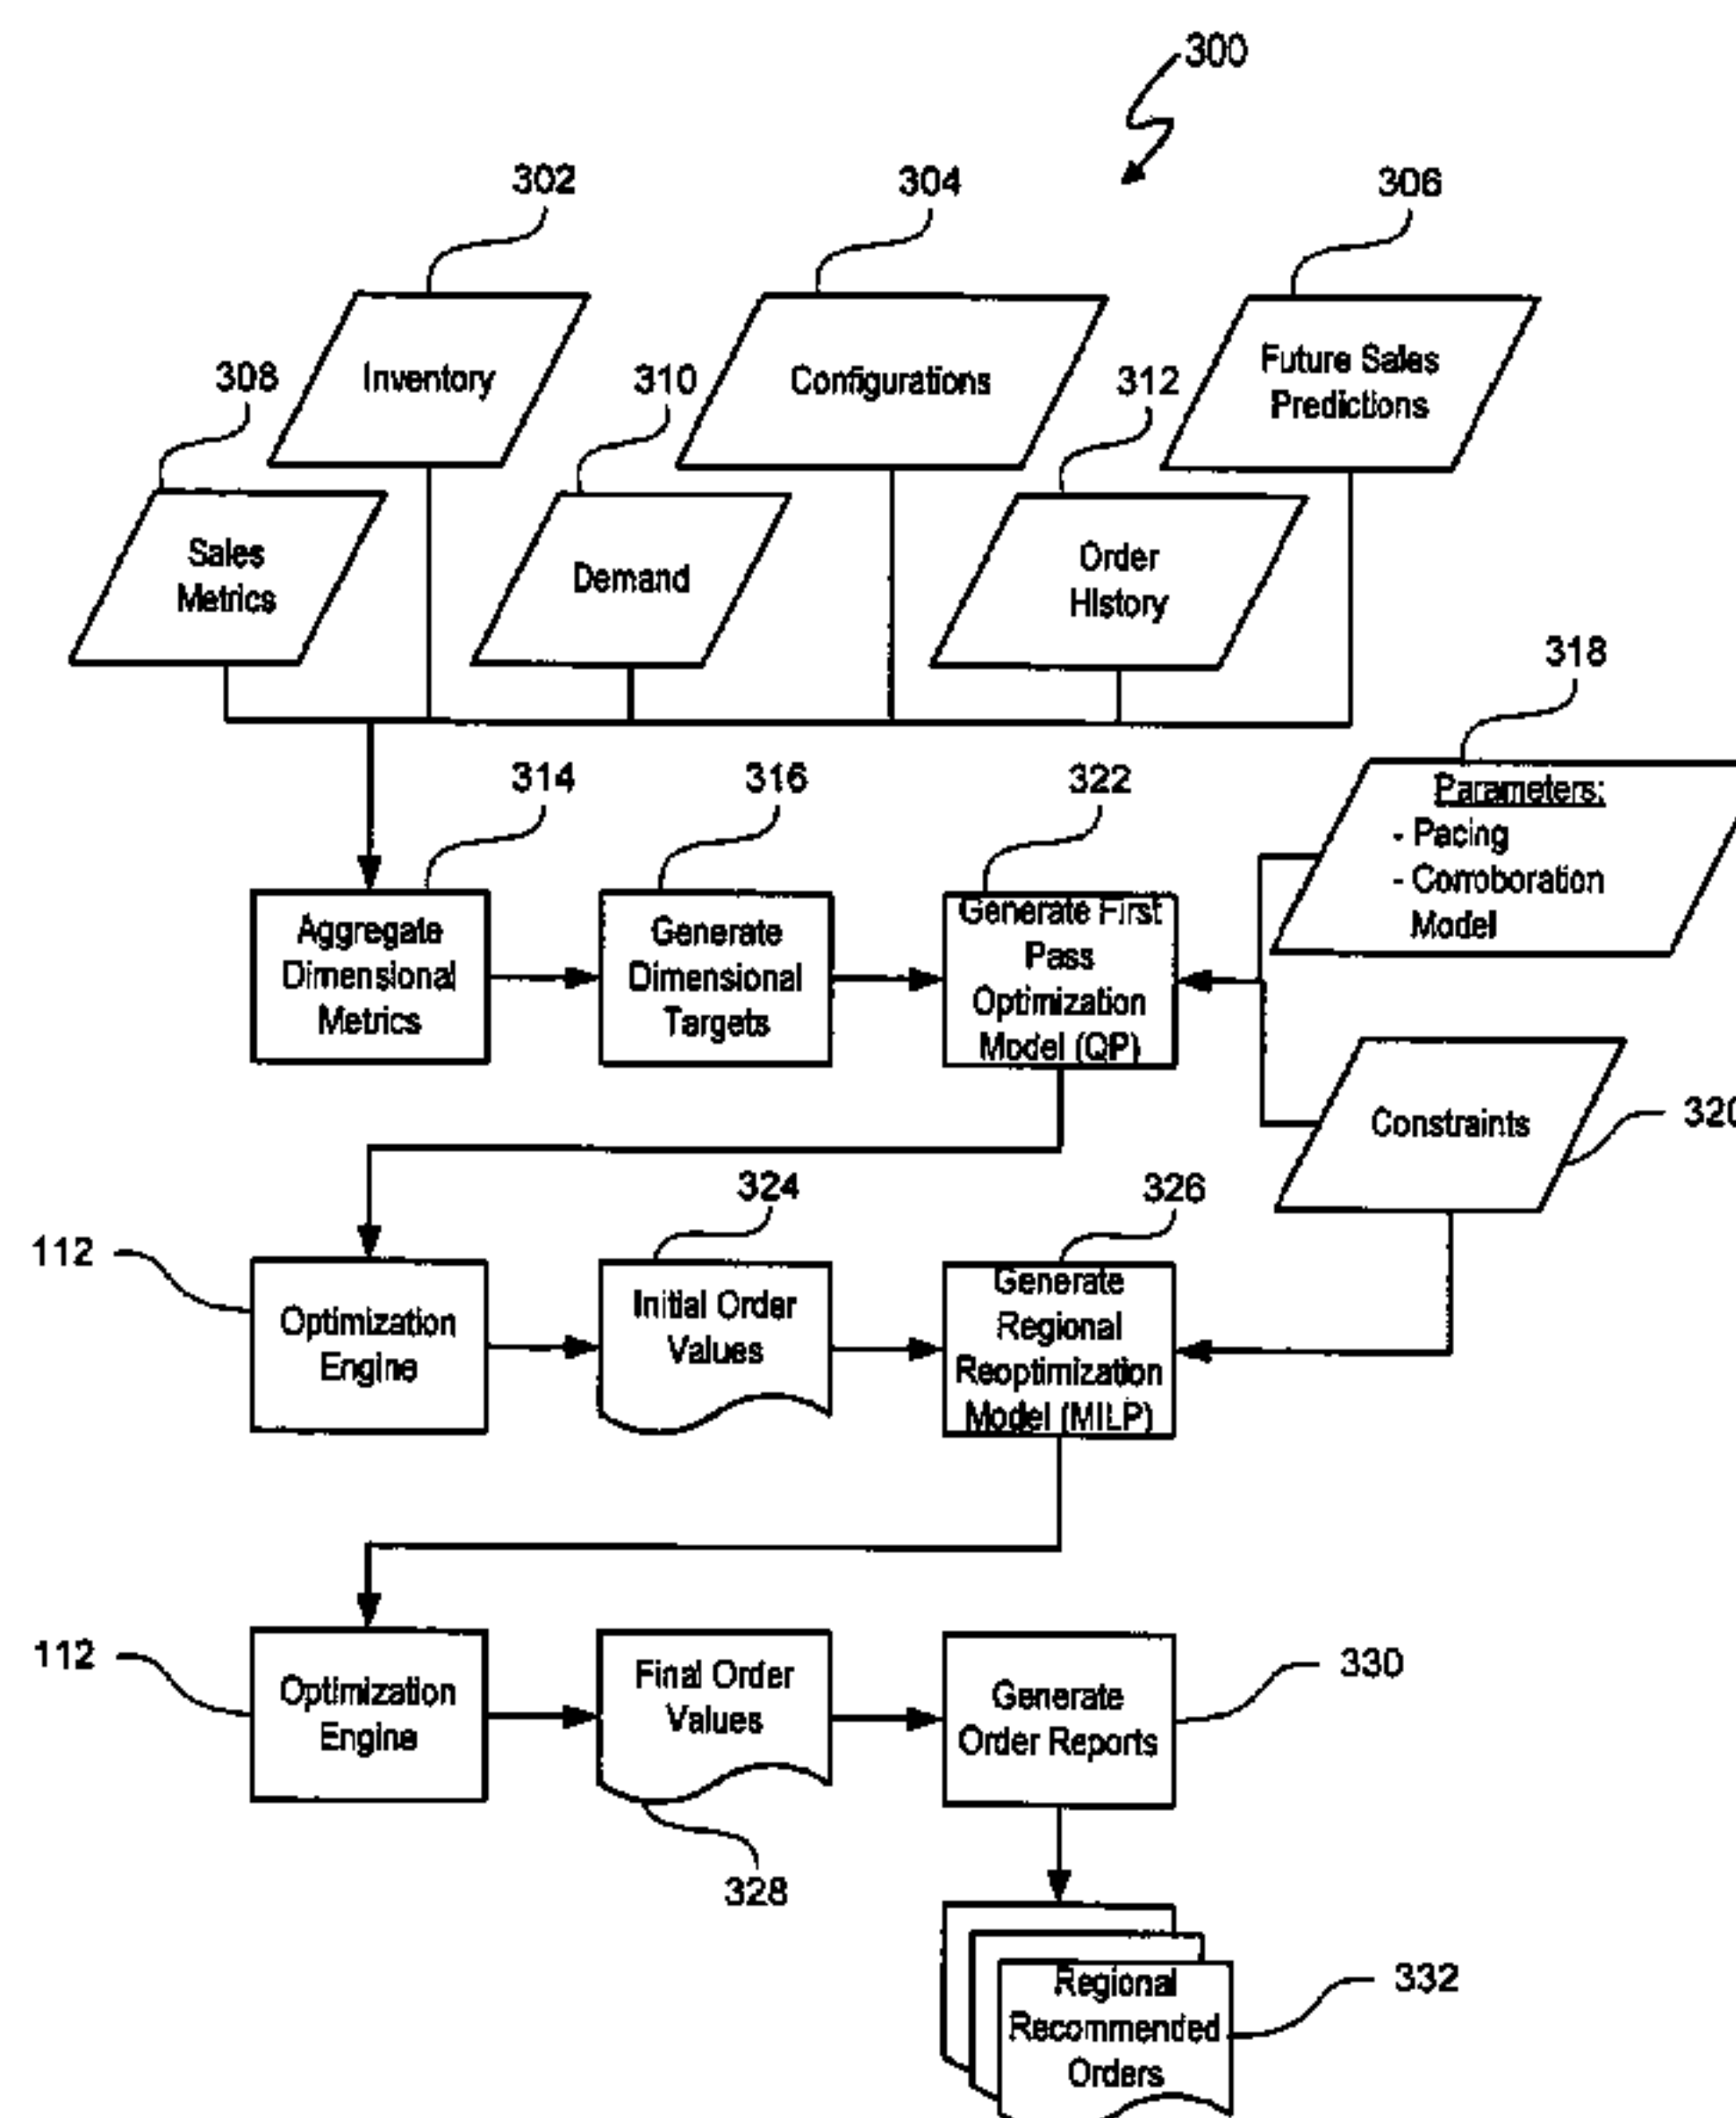 300
302
304
306
308
Inventory
310
Configurations
312
Future Sales
Predictions
Sales
Metrics
Demand
Order
History
318
Parameters:
- Pacing
- Corroboration
Model
314
316
322
Aggregate
Dimensional
Metrics
Generate
Dimensional
Targets
Generate First
Pass
Optimization
Model (QP)
Constraints
320
324
326
112
Optimization
Engine
Initial Order
Values
Generate
Regional
Reoptimization
Model (MILP)
112
Optimization
Engine
Final Order
Values
Generate
Order Reports
330
328
Regional
Recommended
Orders
332